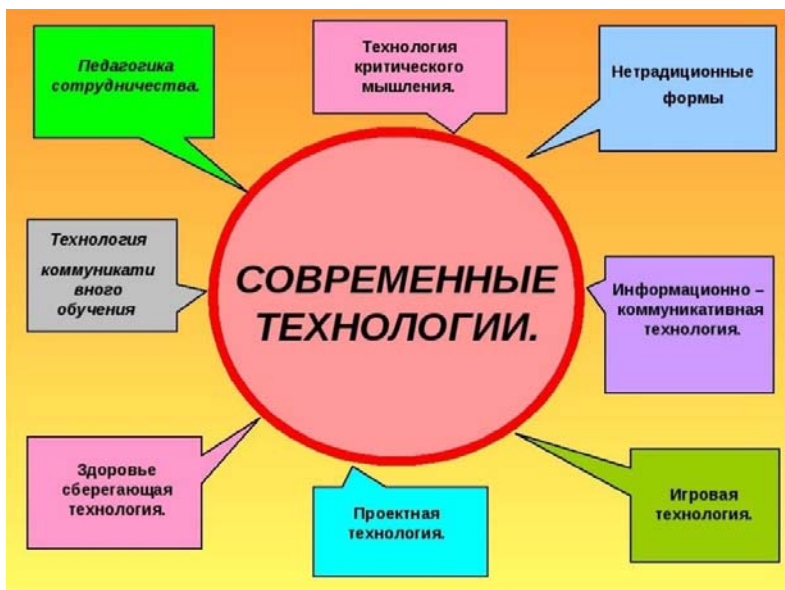 Педагогика
сотрудничества.
Технология
критического
мышления.
Нетрадиционные
формы
Технология
коммуникати
вного
обучения
СОВРЕМЕННЫЕ
ТЕХНОЛОГИИ.
Информационно –
коммуникативная
технология.
Здоровье
сберегающая
технология.
Проектная
технология.
Игровая
технология.